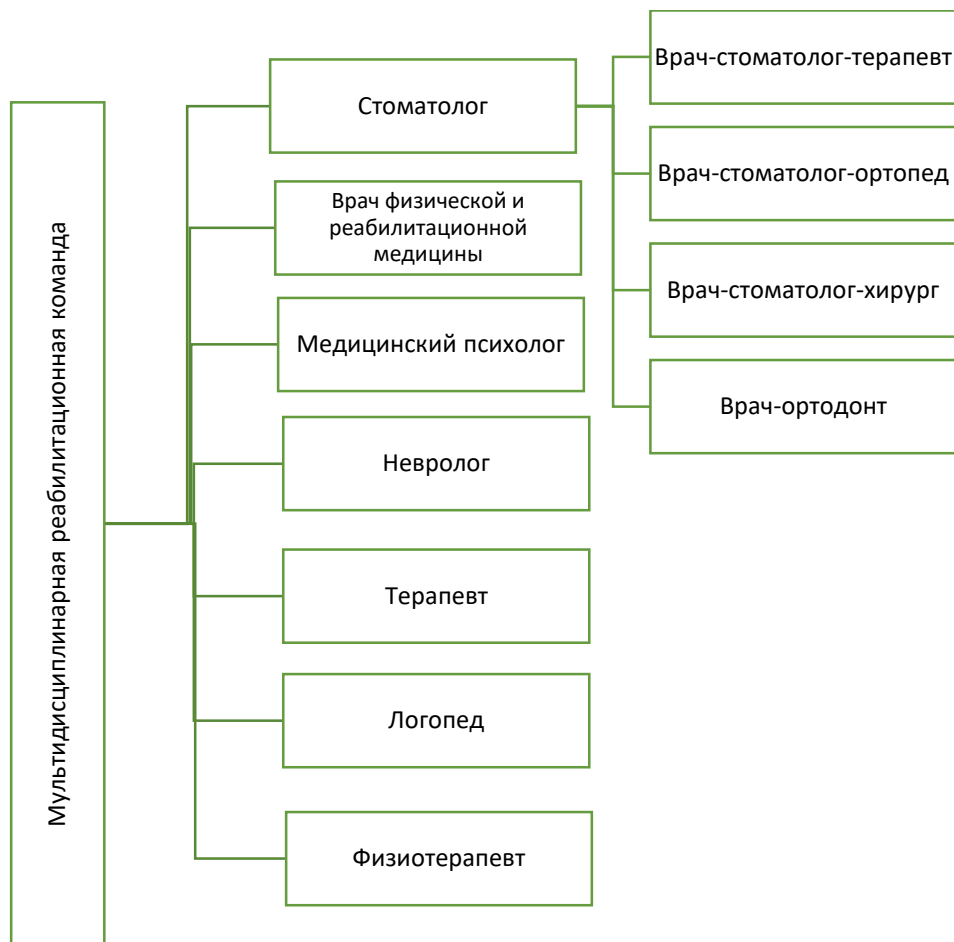 Мультидисциплинарная реабилитационная команда
Стоматолог
Врач физической и
реабилитационной
медицины
Медицинский психолог
Невролог
Терапевт
Логопед
Физиотерапевт
Врач-стоматолог-терапевт
Врач-стоматолог-ортопед
Врач-стоматолог-хирург
Врач-ортодонт